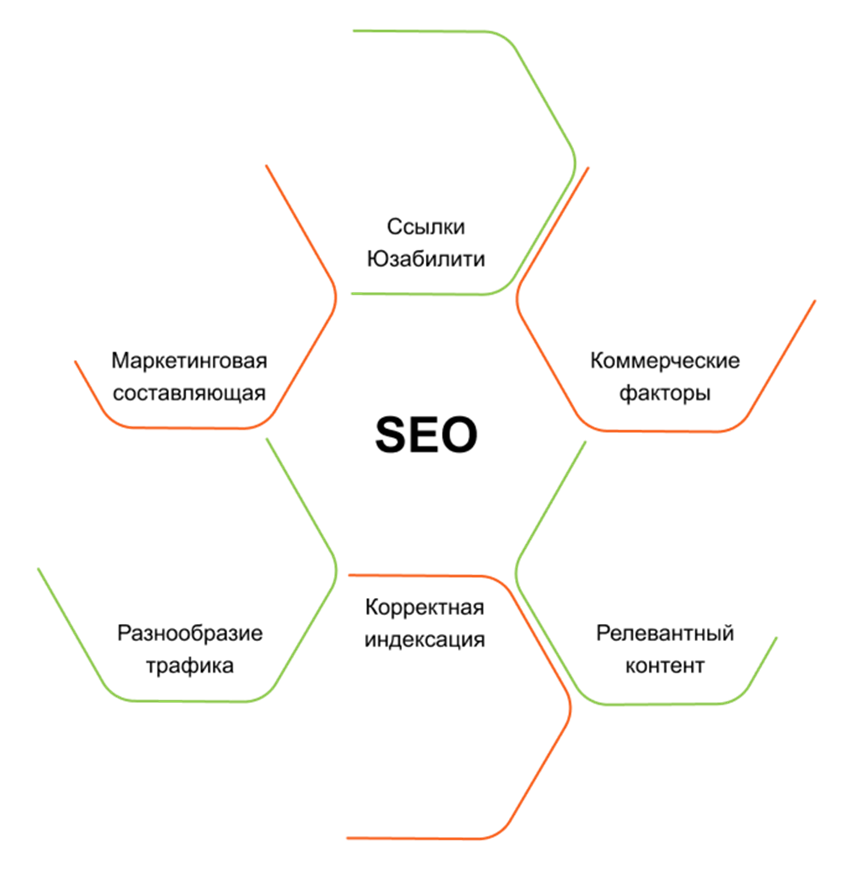 Ссылки
Юзабилити
Маркетинговая
составляющая
Коммерческие
факторы
SEO
Разнообразие
трафика
Корректная
индексация
Релевантный
контент